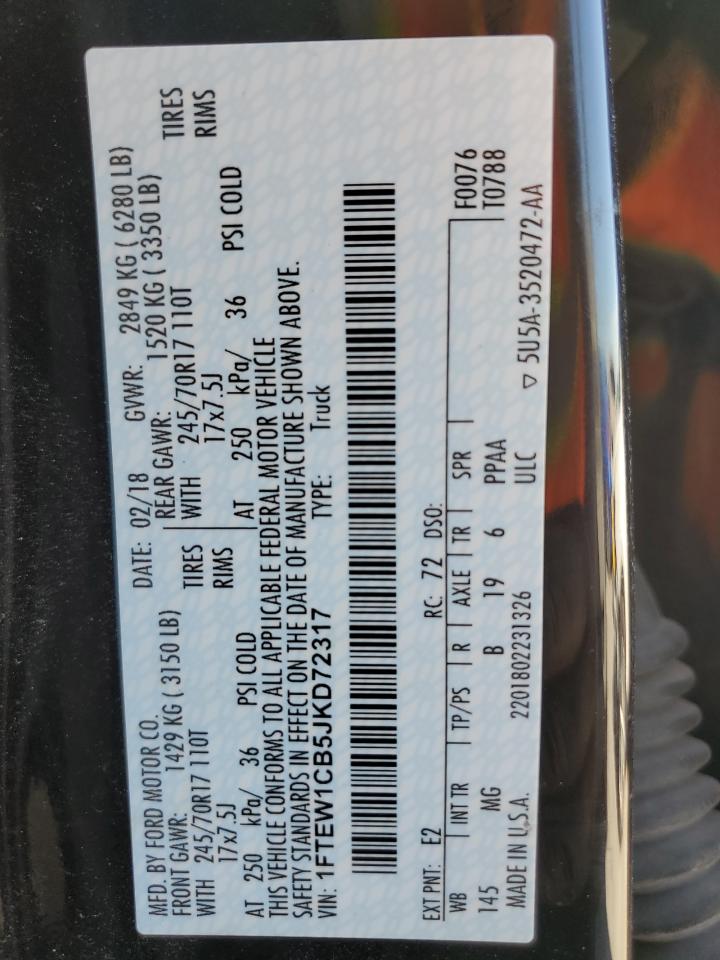 MFD. BY FORD MOTOR CO.
DATE: 02/18 GVWR: 2849 KG ( 6280 LB)
FRONT GAWR: 1429 KG ( 3150 LB)
REAR GAWR: 1520 KG ( 3350 LB)
WITH 245/70R17 110T TIRES
WITH 245/70R17 110T TIRES
17x7.5J RIMS
17x7.5J RIMS
AT 250 kPa/ 36 PSI COLD
AT 250 kPa/ 36 PSI COLD
THIS VEHICLE CONFORMS TO ALL APPLICABLE FEDERAL MOTOR VEHICLE
SAFETY STANDARDS IN EFFECT ON THE DATE OF MANUFACTURE SHOWN ABOVE.
VIN: 1FTEW1CB5JKD72317 TYPE: Truck
EXT PNT: E2 RC: 72 DSO: F0076
WB INT TR TP/PS R AXLE TR SPR T0788
145 MG B 19 6 PPAA
MADE IN U.S.A. 2201802231326 ULC ▽ 5U5A-3520472-AA